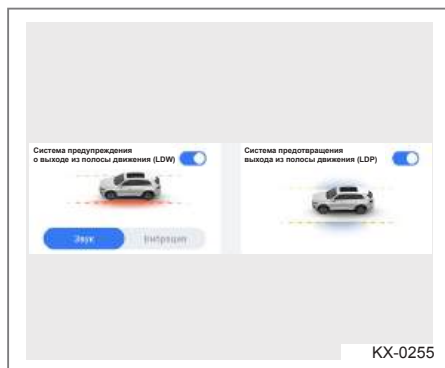 Система предупреждения
о выходе из полосы движения (LDW)
Система предотвращения
выхода из полосы движения (LDP)
Звук
Вибрация
KX-0255